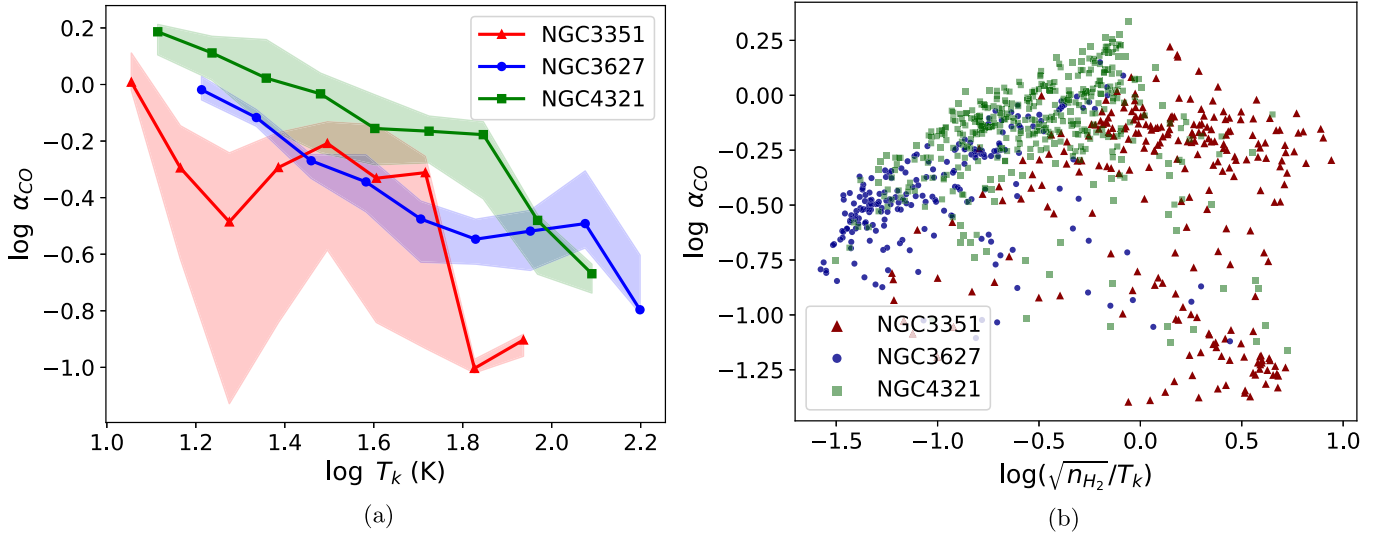 0.2
0.0
−0.2
−0.4
−0.6
−0.8
−1.0
log α_CO
1.0 1.2 1.4 1.6 1.8 2.0 2.2
log T_k (K)
NGC3351
NGC3627
NGC4321
(a)
0.25
0.00
−0.25
−0.50
−0.75
−1.00
−1.25
log α_CO
−1.5 −1.0 −0.5 0.0 0.5 1.0
log(√n_{H_2}/T_k)
NGC3351
NGC3627
NGC4321
(b)